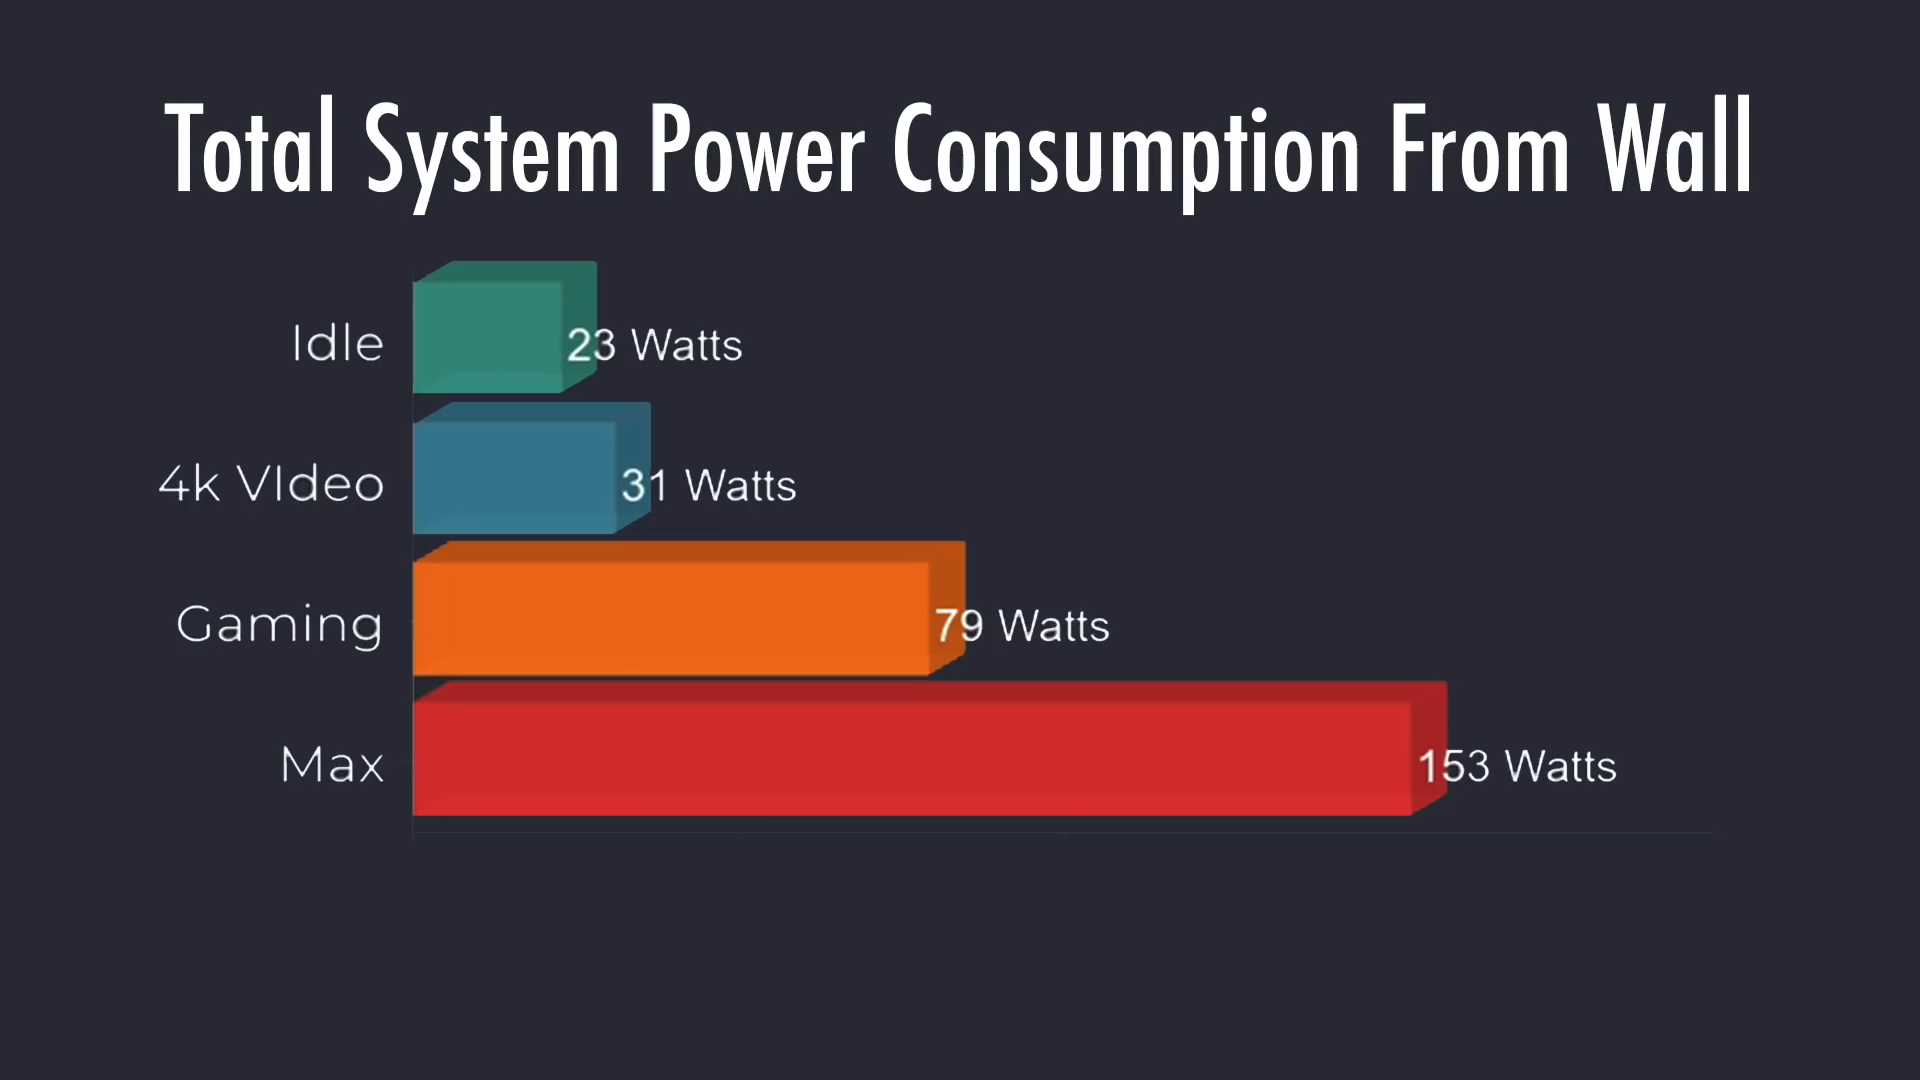 Total System Power Consumption From Wall
Idle 23 Watts
4k VIdeo 31 Watts
Gaming 79 Watts
Max 153 Watts